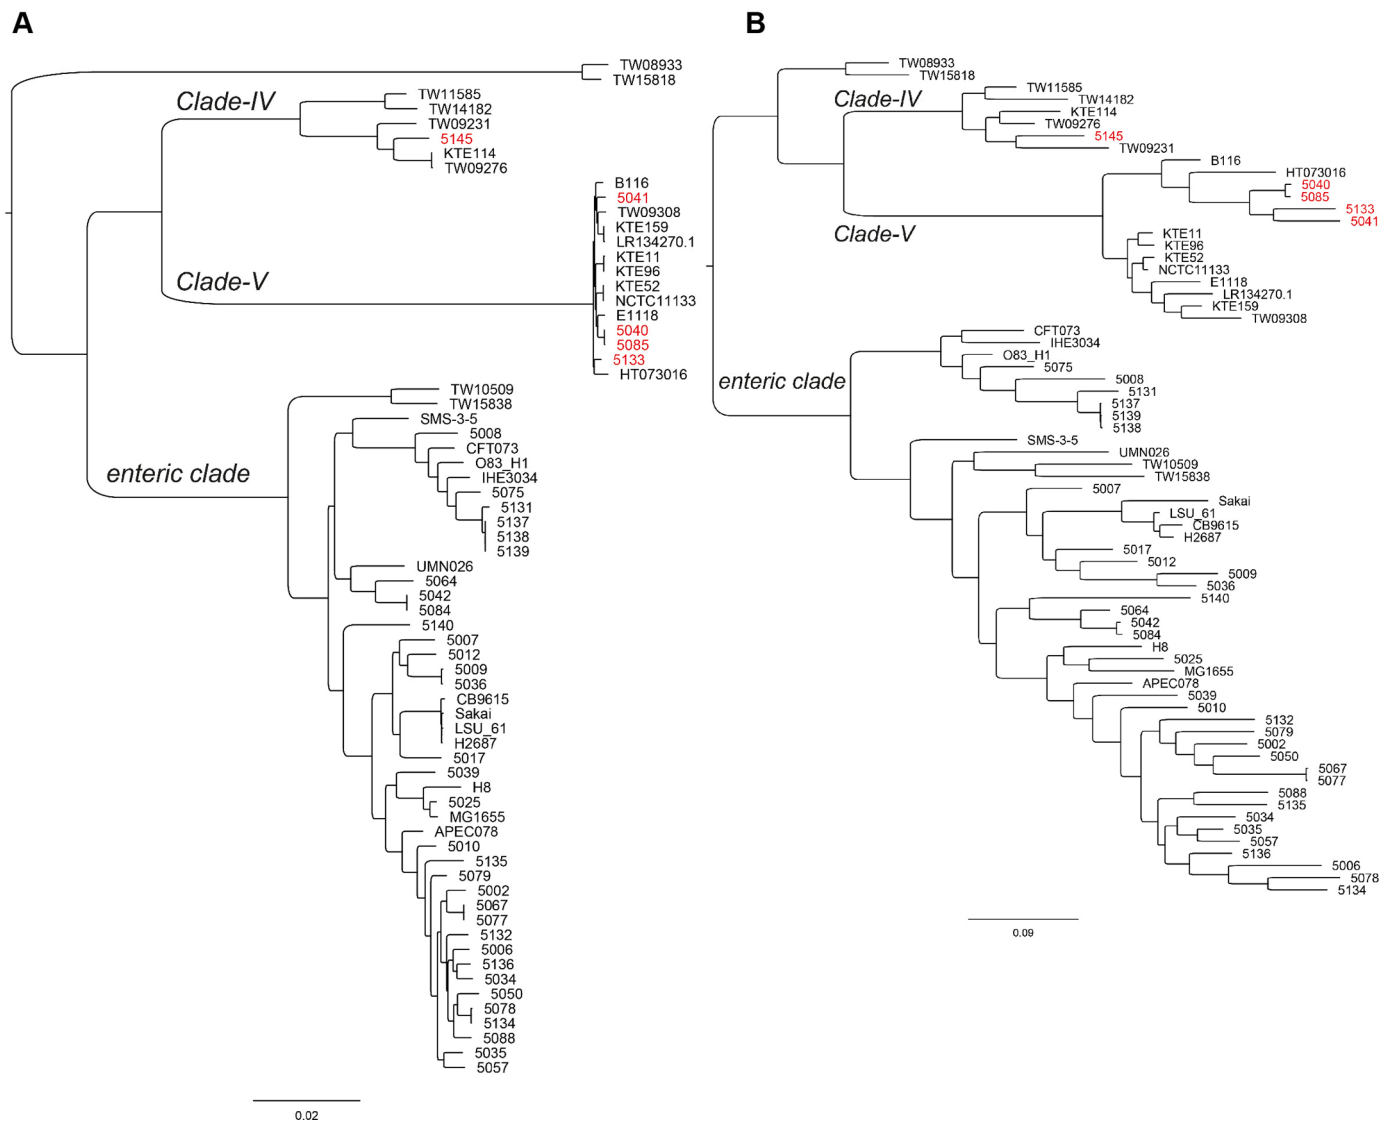 A
TW08933
TW15818
Clade-IV
TW11585
TW14182
TW09231
5145
KTE114
TW09276
B116
5041
TW09308
KTE159
LR134270.1
KTE11
KTE96
KTE52
NCTC11133
E1118
5040
5085
5133
HT073016
Clade-V
TW10509
TW15838
SMS-3-5
5008
CFT073
O83_H1
IHE3034
5075
5131
5137
5138
5139
enteric clade
UMN026
5064
5042
5084
5140
5007
5012
5009
5036
CB9615
Sakai
LSU_61
H2687
5017
5039
H8
5025
MG1655
APEC078
5010
5135
5079
5002
5067
5077
5132
5006
5136
5034
5050
5078
5134
5088
5035
5057
0.02
B
TW08933
TW15818
Clade-IV
TW11585
TW14182
KTE114
TW09276
5145
TW09231
B116
HT073016
5040
5085
5133
5041
Clade-V
KTE11
KTE96
KTE52
NCTC11133
E1118
LR134270.1
KTE159
TW09308
CFT073
IHE3034
O83_H1
5075
5008
5131
5137
5139
5138
enteric clade
SMS-3-5
UMN026
TW10509
TW15838
5007
Sakai
LSU_61
CB9615
H2687
5017
5012
5009
5036
5140
5064
5042
5084
H8
5025
MG1655
APEC078
5039
5010
5132
5079
5002
5050
5067
5077
5088
5135
5034
5035
5057
5136
5006
5078
5134
0.09